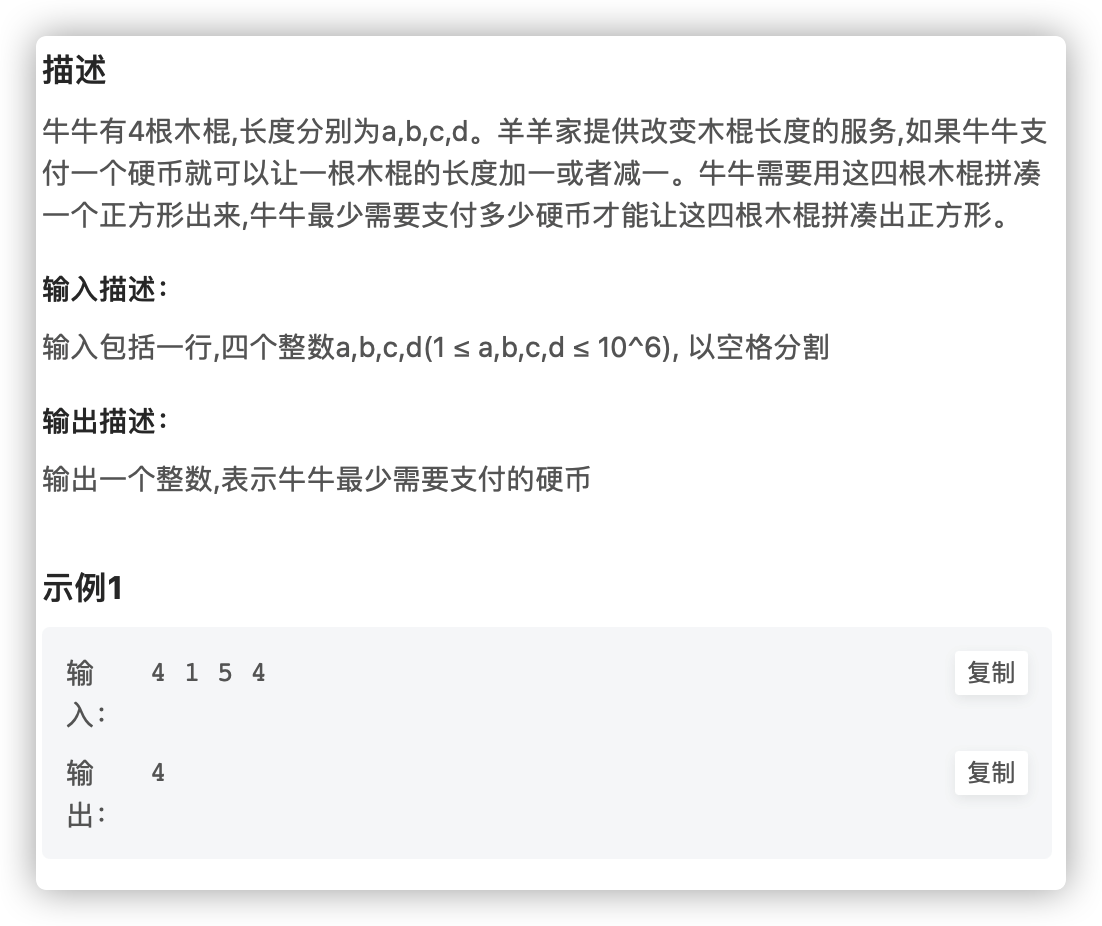 描述
牛牛有4根木棍,长度分别为a,b,c,d。羊羊家提供改变木棍长度的服务,如果牛牛支
付一个硬币就可以让一根木棍的长度加一或者减一。牛牛需要用这四根木棍拼凑
一个正方形出来,牛牛最少需要支付多少硬币才能让这四根木棍拼凑出正方形。
输入描述：
输入包括一行,四个整数a,b,c,d(1 ≤ a,b,c,d ≤ 10^6), 以空格分割
输出描述：
输出一个整数,表示牛牛最少需要支付的硬币
示例1
输 4 1 5 4 复制
入：
输 4 复制
出：